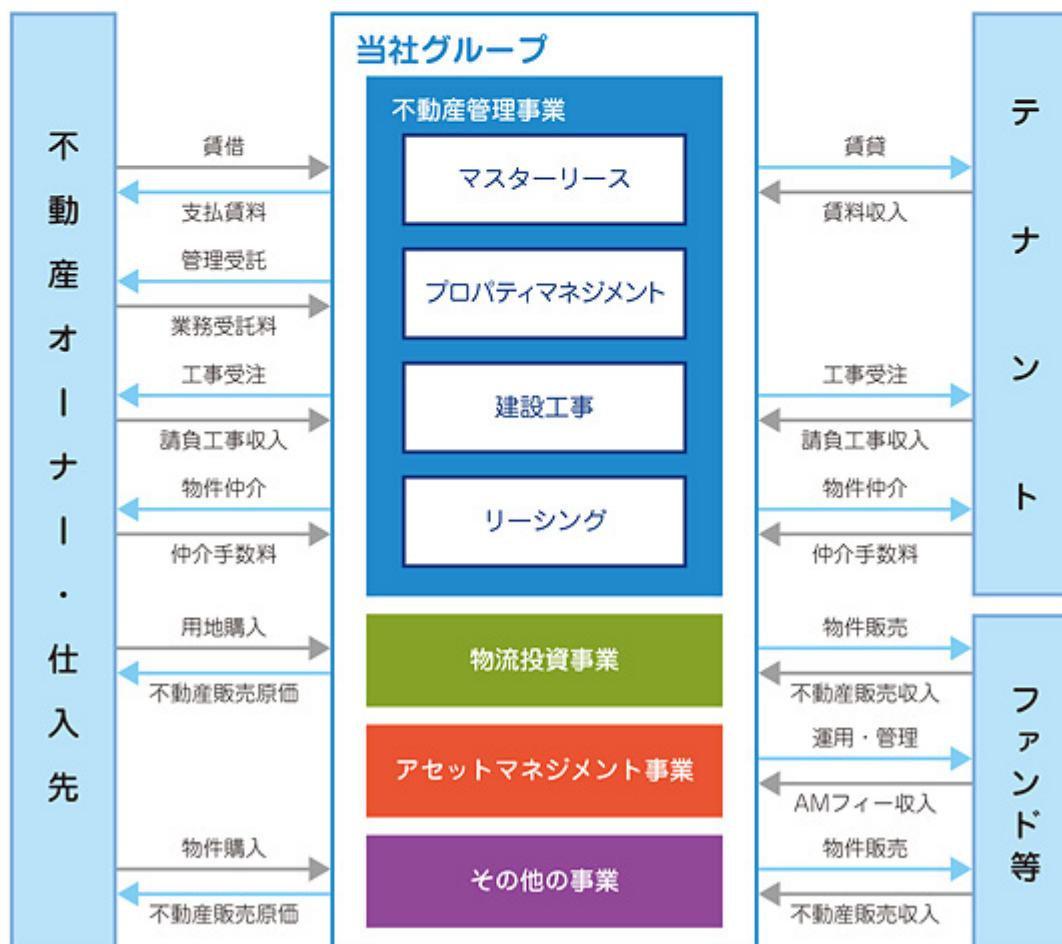 不動産オーナー・仕入先
賃借
支払賃料
管理受託
業務受託料
工事受注
請負工事収入
物件仲介
仲介手数料
用地購入
不動産販売原価
物件購入
不動産販売原価
当社グループ
不動産管理事業
マスターリース
プロパティマネジメント
建設工事
リーシング
物流投資事業
アセットマネジメント事業
その他の事業
賃貸
賃料収入
工事受注
請負工事収入
物件仲介
仲介手数料
物件販売
不動産販売収入
運用・管理
AMフィー収入
物件販売
不動産販売収入
テナント
ファンド等